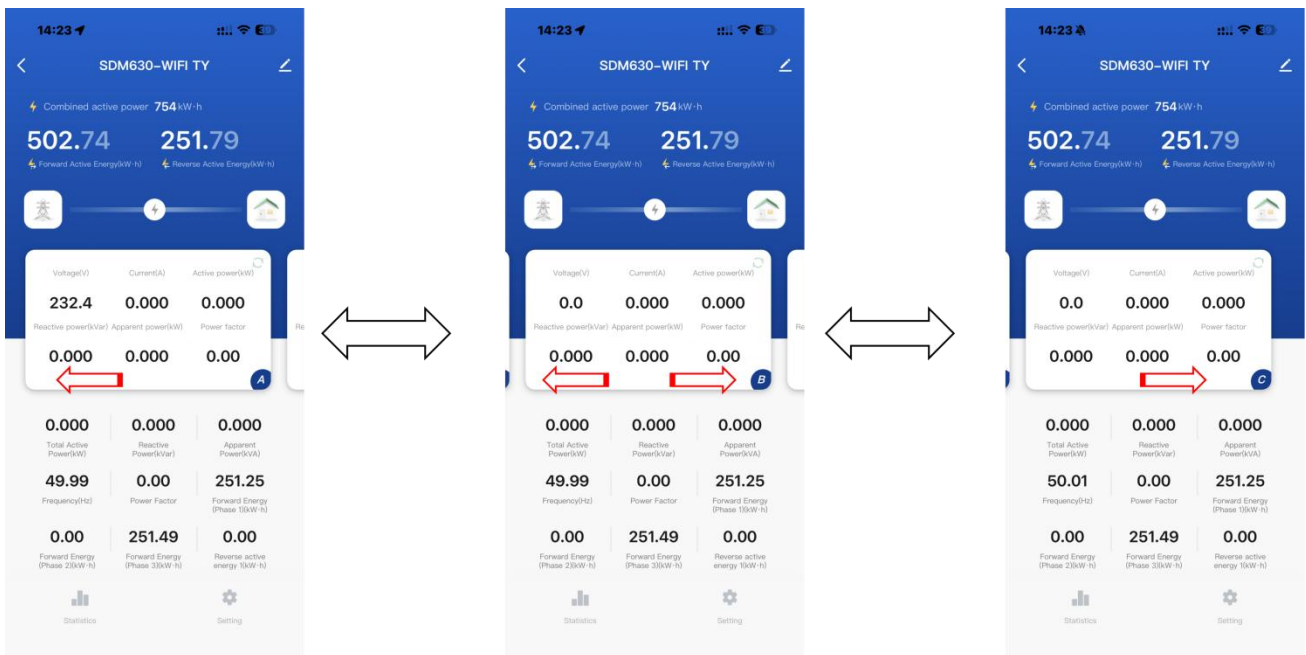 14:23
SDM630-WIFI TY
Combined active power 754 kW·h
502.74 251.79
Forward Active Energy(kW·h) Reverse Active Energy(kW·h)
Voltage(V) Current(A) Active power(kW)
232.4 0.000 0.000
Reactive power(kVar) Apparent power(kW) Power factor Re
0.000 0.000 0.00
A
0.000 0.000 0.000
Total Active Reactive Apparent
Power(kW) Power(kVar) Power(kVA)
49.99 0.00 251.25
Frequency(Hz) Power Factor Forward Energy
(Phase 1)(kW·h)
0.00 251.49 0.00
Forward Energy Forward Energy Reverse active
(Phase 2)(kW·h) (Phase 3)(kW·h) energy 1(kW·h)
Statistics Setting
14:23
SDM630-WIFI TY
Combined active power 754 kW·h
502.74 251.79
Forward Active Energy(kW·h) Reverse Active Energy(kW·h)
Voltage(V) Current(A) Active power(kW)
0.0 0.000 0.000
Reactive power(kVar) Apparent power(kW) Power factor Re
0.000 0.000 0.00
B
0.000 0.000 0.000
Total Active Reactive Apparent
Power(kW) Power(kVar) Power(kVA)
49.99 0.00 251.25
Frequency(Hz) Power Factor Forward Energy
(Phase 1)(kW·h)
0.00 251.49 0.00
Forward Energy Forward Energy Reverse active
(Phase 2)(kW·h) (Phase 3)(kW·h) energy 1(kW·h)
Statistics Setting
14:23
SDM630-WIFI TY
Combined active power 754 kW·h
502.74 251.79
Forward Active Energy(kW·h) Reverse Active Energy(kW·h)
Voltage(V) Current(A) Active power(kW)
0.0 0.000 0.000
Reactive power(kVar) Apparent power(kW) Power factor
0.000 0.000 0.00
C
0.000 0.000 0.000
Total Active Reactive Apparent
Power(kW) Power(kVar) Power(kVA)
50.01 0.00 251.25
Frequency(Hz) Power Factor Forward Energy
(Phase 1)(kW·h)
0.00 251.49 0.00
Forward Energy Forward Energy Reverse active
(Phase 2)(kW·h) (Phase 3)(kW·h) energy 1(kW·h)
Statistics Setting